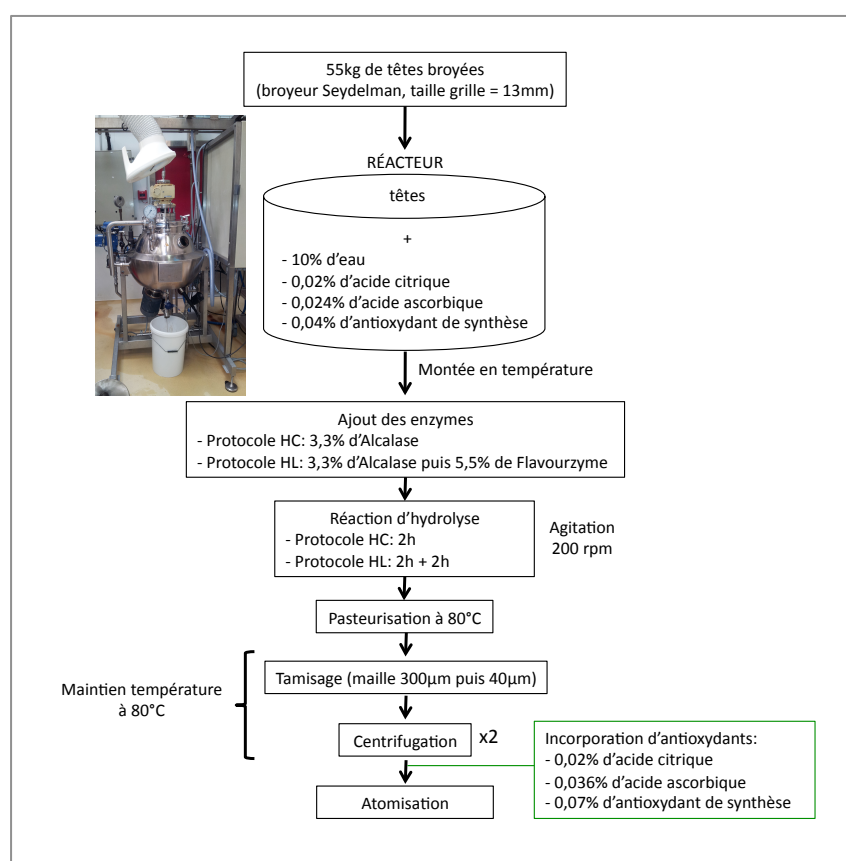 55kg de têtes broyées
(broyeur Seydelman, taille grille = 13mm)
RÉACTEUR
têtes
+
- 10% d'eau
- 0,02% d'acide citrique
- 0,024% d'acide ascorbique
- 0,04% d'antioxydant de synthèse
Montée en température
Ajout des enzymes
- Protocole HC: 3,3% d'Alcalase
- Protocole HL: 3,3% d'Alcalase puis 5,5% de Flavourzyme
Réaction d'hydrolyse
- Protocole HC: 2h
- Protocole HL: 2h + 2h
Agitation
200 rpm
Pasteurisation à 80°C
Maintien température
à 80°C
Tamisage (maille 300µm puis 40µm)
Centrifugation
x2
Incorporation d'antioxydants:
- 0,02% d'acide citrique
- 0,036% d'acide ascorbique
- 0,07% d'antioxydant de synthèse
Atomisation